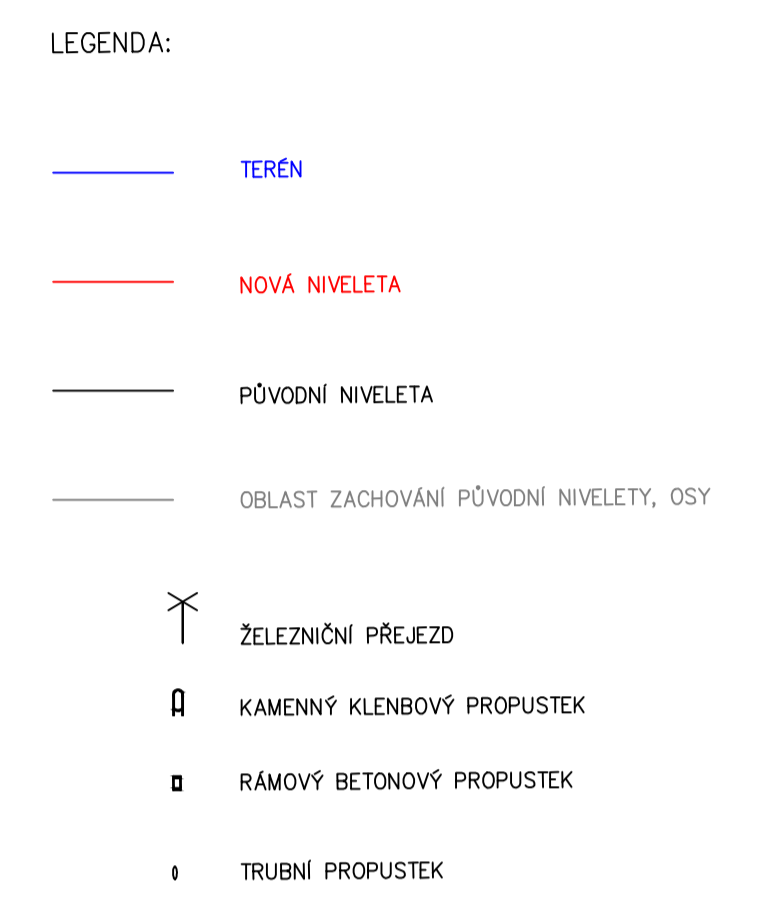 LEGENDA:
TERÉN
NOVÁ NIVELETA
PŮVODNÍ NIVELETA
OBLAST ZACHOVÁNÍ PŮVODNÍ NIVELETY, OSY
ŽELEZNIČNÍ PŘEJEZD
KAMENNÝ KLENBOVÝ PROPUSTEK
RÁMOVÝ BETONOVÝ PROPUSTEK
TRUBNÍ PROPUSTEK